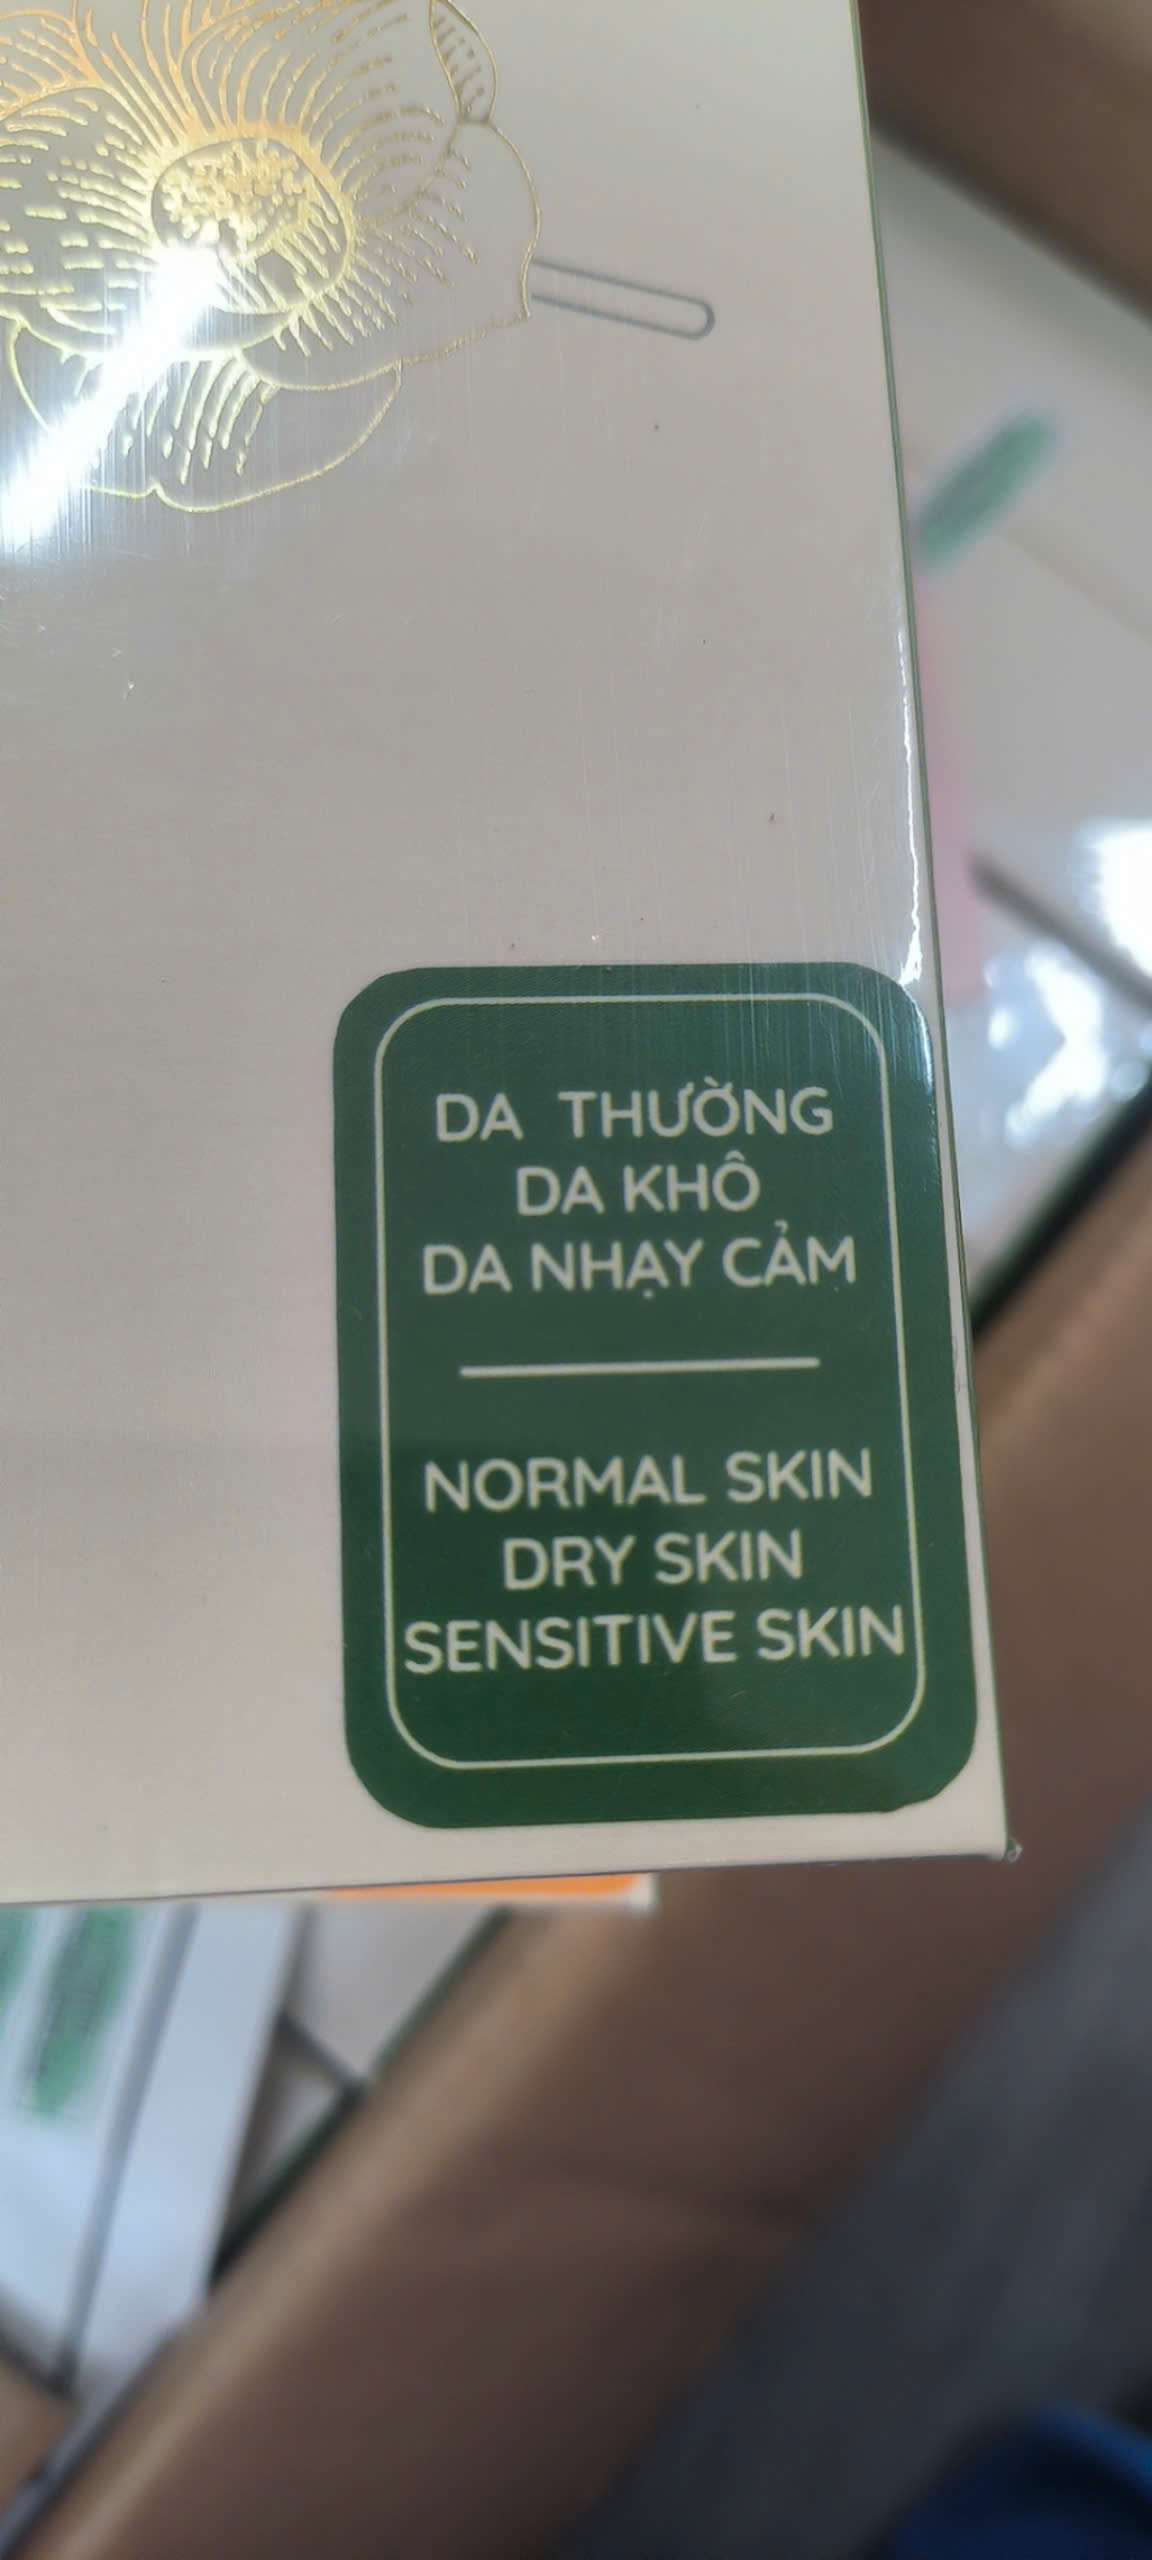 DA THƯỜNG
DA KHÔ
DA NHẠY CẢM
NORMAL SKIN
DRY SKIN
SENSITIVE SKIN